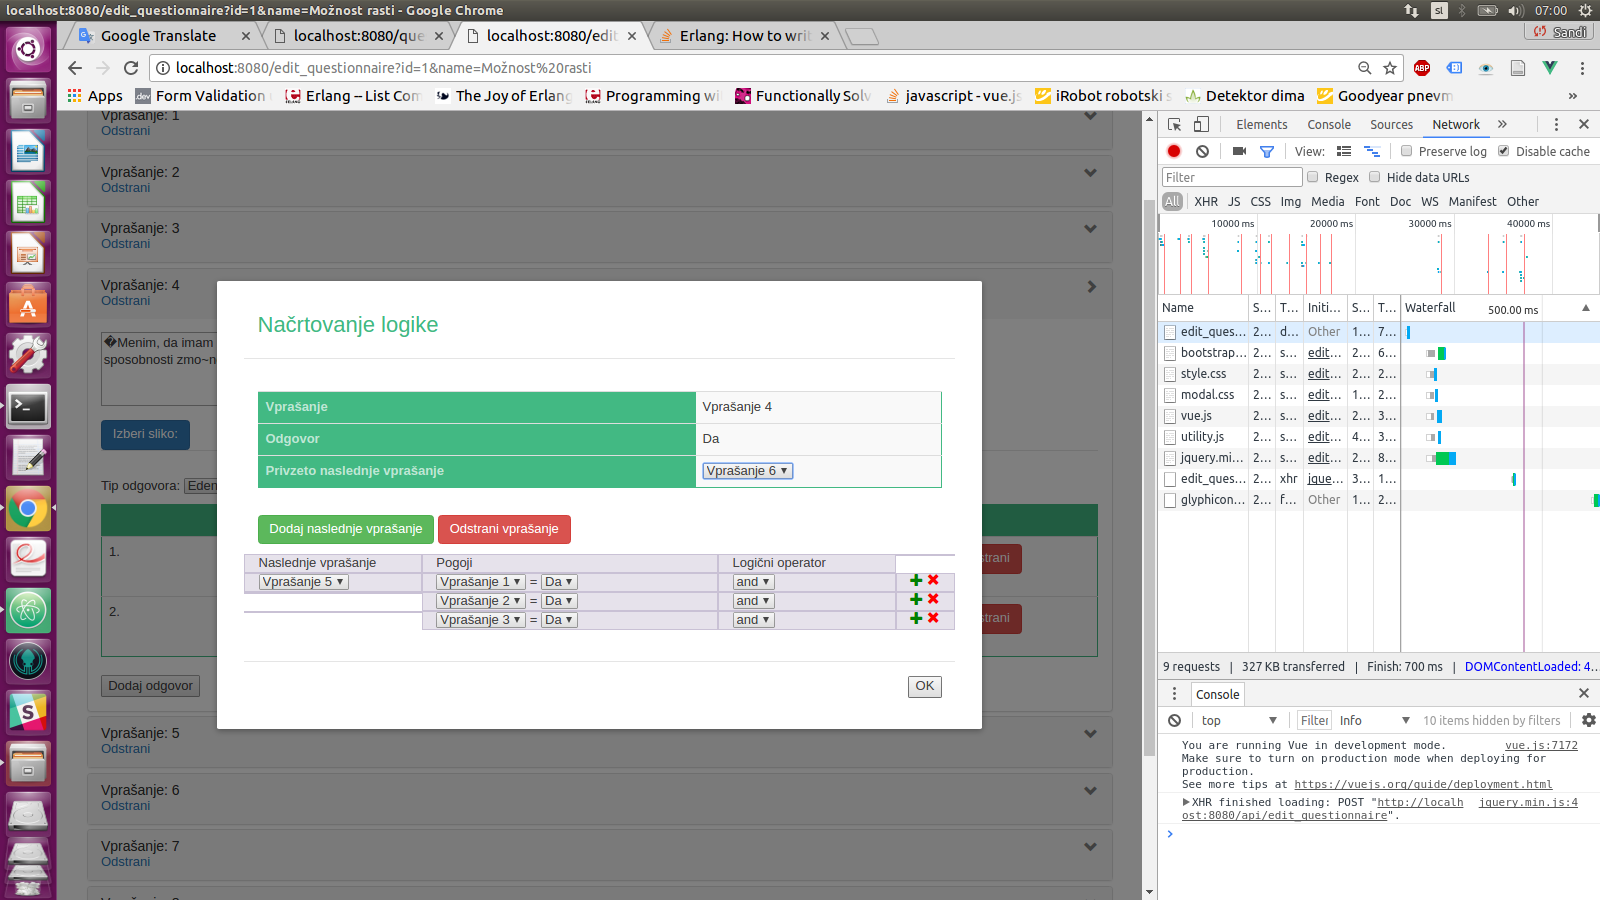 localhost:8080/edit_questionnaire?id=1&name=Možnost rasti - Google Chrome
sl
07:00
Google Translate
localhost:8080/que
localhost:8080/edit
Erlang: How to writ
Sandi
localhost:8080/edit_questionnaire?id=1&name=Možnost%20rasti
ABP
Apps
Form Validation
Erlang -- List Com
The Joy of Erlang
Programming wi
Functionally Solv
javascript - vue.js
iRobot robotski s
Detektor dima
Goodyear pnevm
»
Vprašanje: 1
Odstrani
Vprašanje: 2
Odstrani
Vprašanje: 3
Odstrani
Vprašanje: 4
Odstrani
�Menim, da imam
sposobnosti zmo~n
Izberi sliko:
Tip odgovora: Eden
1.
strani
2.
strani
Dodaj odgovor
Načrtovanje logike
Vprašanje
Vprašanje 4
Odgovor
Da
Privzeto naslednje vprašanje
Vprašanje 6
Dodaj naslednje vprašanje
Odstrani vprašanje
Naslednje vprašanje
Pogoji
Logični operator
Vprašanje 5
Vprašanje 1 = Da
and
Vprašanje 2 = Da
and
Vprašanje 3 = Da
and
OK
Vprašanje: 5
Odstrani
Vprašanje: 6
Odstrani
Vprašanje: 7
Odstrani
Elements
Console
Sources
Network
»
View:
Preserve log
Disable cache
Filter
Regex
Hide data URLs
All
XHR
JS
CSS
Img
Media
Font
Doc
WS
Manifest
Other
10000 ms
20000 ms
30000 ms
40000 ms
Name
S...
T...
Initi...
S...
T...
Waterfall
500.00 ms
edit_ques... 2... d... Other 1... 7...
bootstrap... 2... s... edit... 2... 6...
style.css 2... s... edit... 2... 2...
modal.css 2... s... edit... 1... 2...
vue.js 2... s... edit... 2... 3...
utility.js 2... s... edit... 4... 3...
jquery.mi... 2... s... edit... 2... 8...
edit_ques... 2... xhr jque... 3... 1...
glyphicon... 2... f... Other 1... 2...
9 requests | 327 KB transferred | Finish: 700 ms | DOMContentLoaded: 4...
Console
top
Filter
Info
10 items hidden by filters
You are running Vue in development mode. vue.js:7172
Make sure to turn on production mode when deploying for
production.
See more tips at https://vuejs.org/guide/deployment.html
XHR finished loading: POST "http://localh jquery.min.js:4
ost:8080/api/edit_questionnaire".